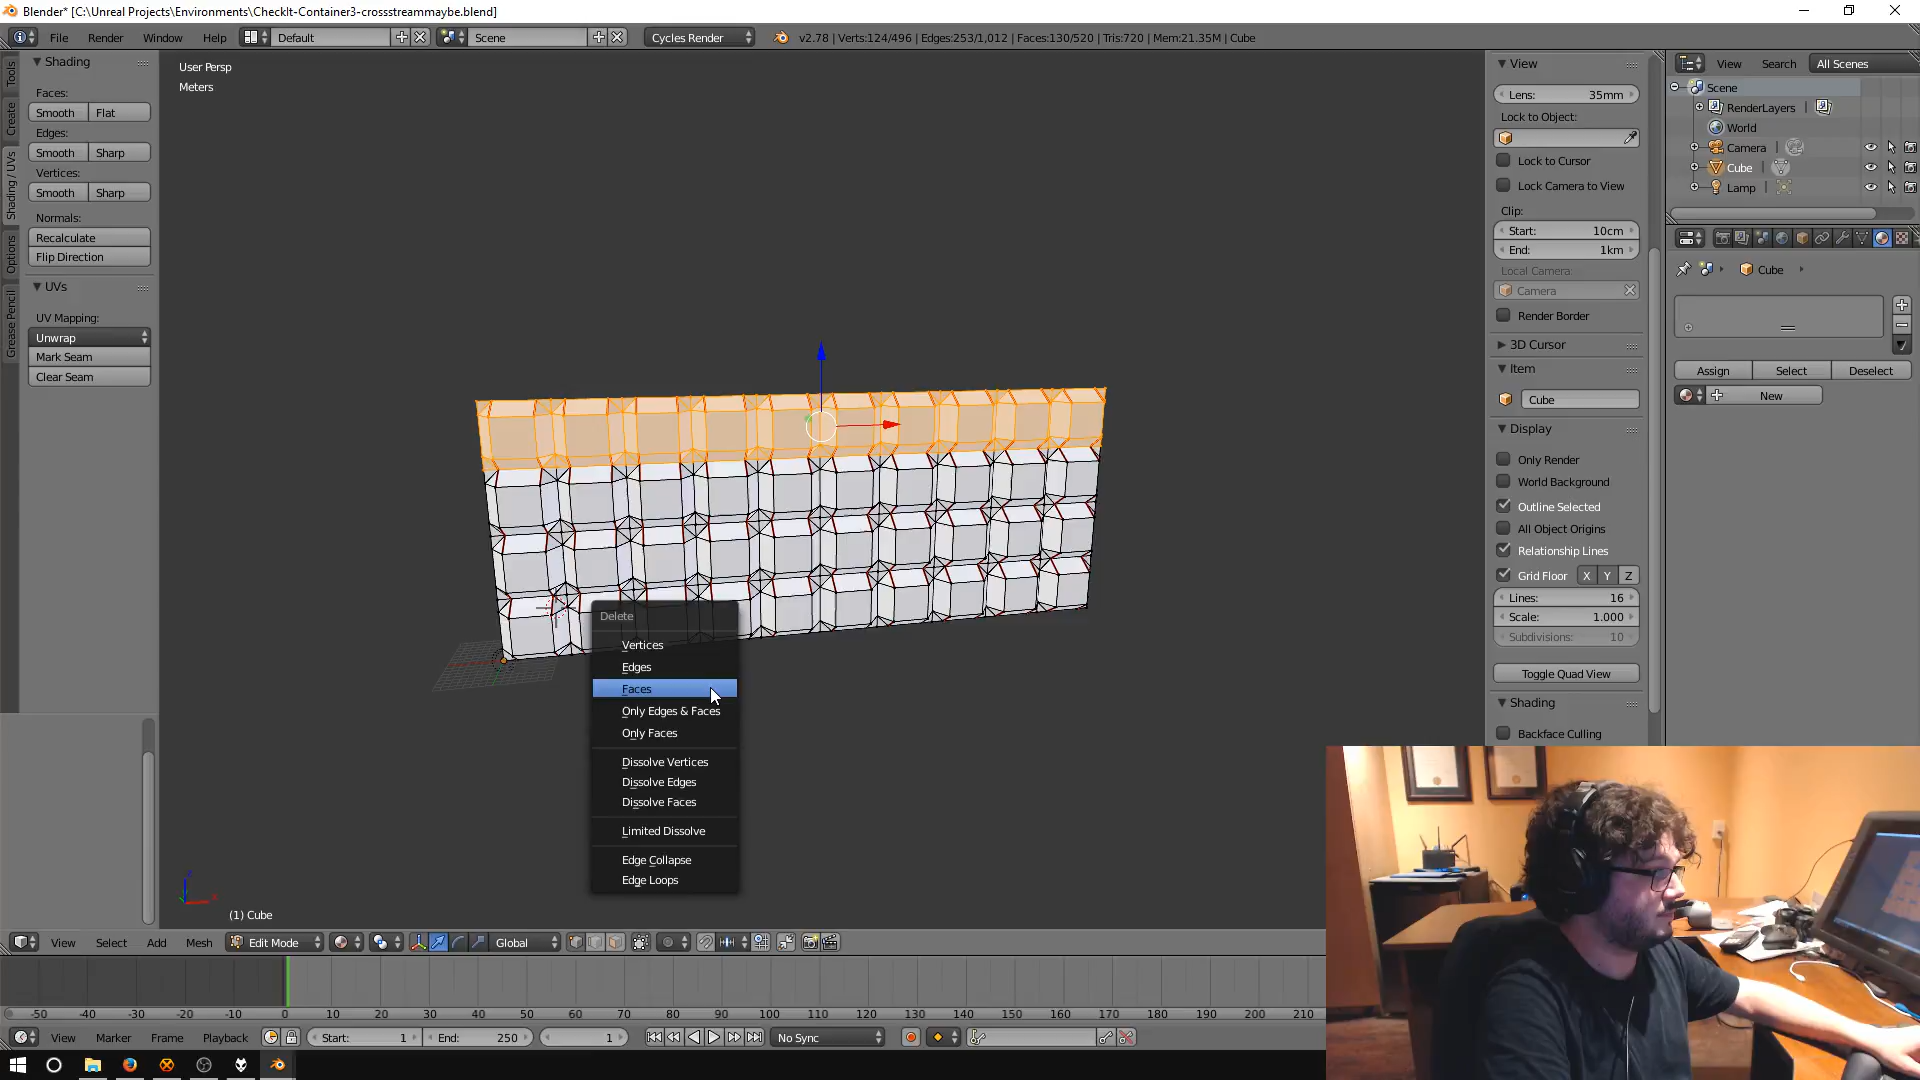 Blender* [C:\Unreal Projects\Environments\CheckIt-Container3-crossstreammaybe.blend]
File Render Window Help Default Scene Cycles Render v2.78 | Verts:124/496 | Edges:253/1,012 | Faces:130/520 | Tris:720 | Mem:21.35M | Cube
Tools
Create
Shading / UVs
Options
Grease Pencil
Shading
Faces:
Smooth Flat
Edges:
Smooth Sharp
Vertices:
Smooth Sharp
Normals:
Recalculate
Flip Direction
UVs
UV Mapping:
Unwrap
Mark Seam
Clear Seam
User Persp
Meters
Delete
Vertices
Edges
Faces
Only Edges & Faces
Only Faces
Dissolve Vertices
Dissolve Edges
Dissolve Faces
Limited Dissolve
Edge Collapse
Edge Loops
(1) Cube
View
Lens: 35mm
Lock to Object:
Lock to Cursor
Lock Camera to View
Clip:
Start: 10cm
End: 1km
Local Camera:
Camera
Render Border
3D Cursor
Item
Cube
Display
Only Render
World Background
Outline Selected
All Object Origins
Relationship Lines
Grid Floor X Y Z
Lines: 16
Scale: 1.000
Subdivisions: 10
Toggle Quad View
Shading
Backface Culling
View Search All Scenes
Scene
RenderLayers
World
Camera
Cube
Lamp
Cube
Assign Select Deselect
New
View Select Add Mesh Edit Mode Global
-50 -40 -30 -20 -10 0 10 20 30 40 50 60 70 80 90 100 110 120 130 140 150 160 170 180 190 200 210
View Marker Frame Playback Start: 1 End: 250 1 No Sync